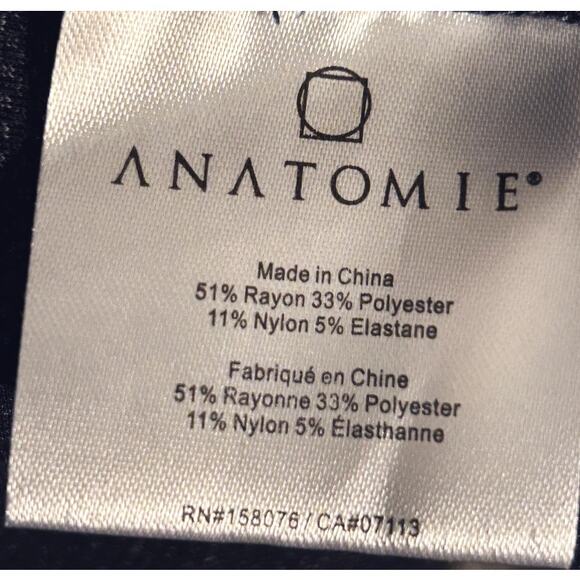 ANATOMIE®
Made in China
51% Rayon 33% Polyester
11% Nylon 5% Elastane
Fabriqué en Chine
51% Rayonne 33% Polyester
11% Nylon 5% Élasthanne
RN#158076/CA#07113